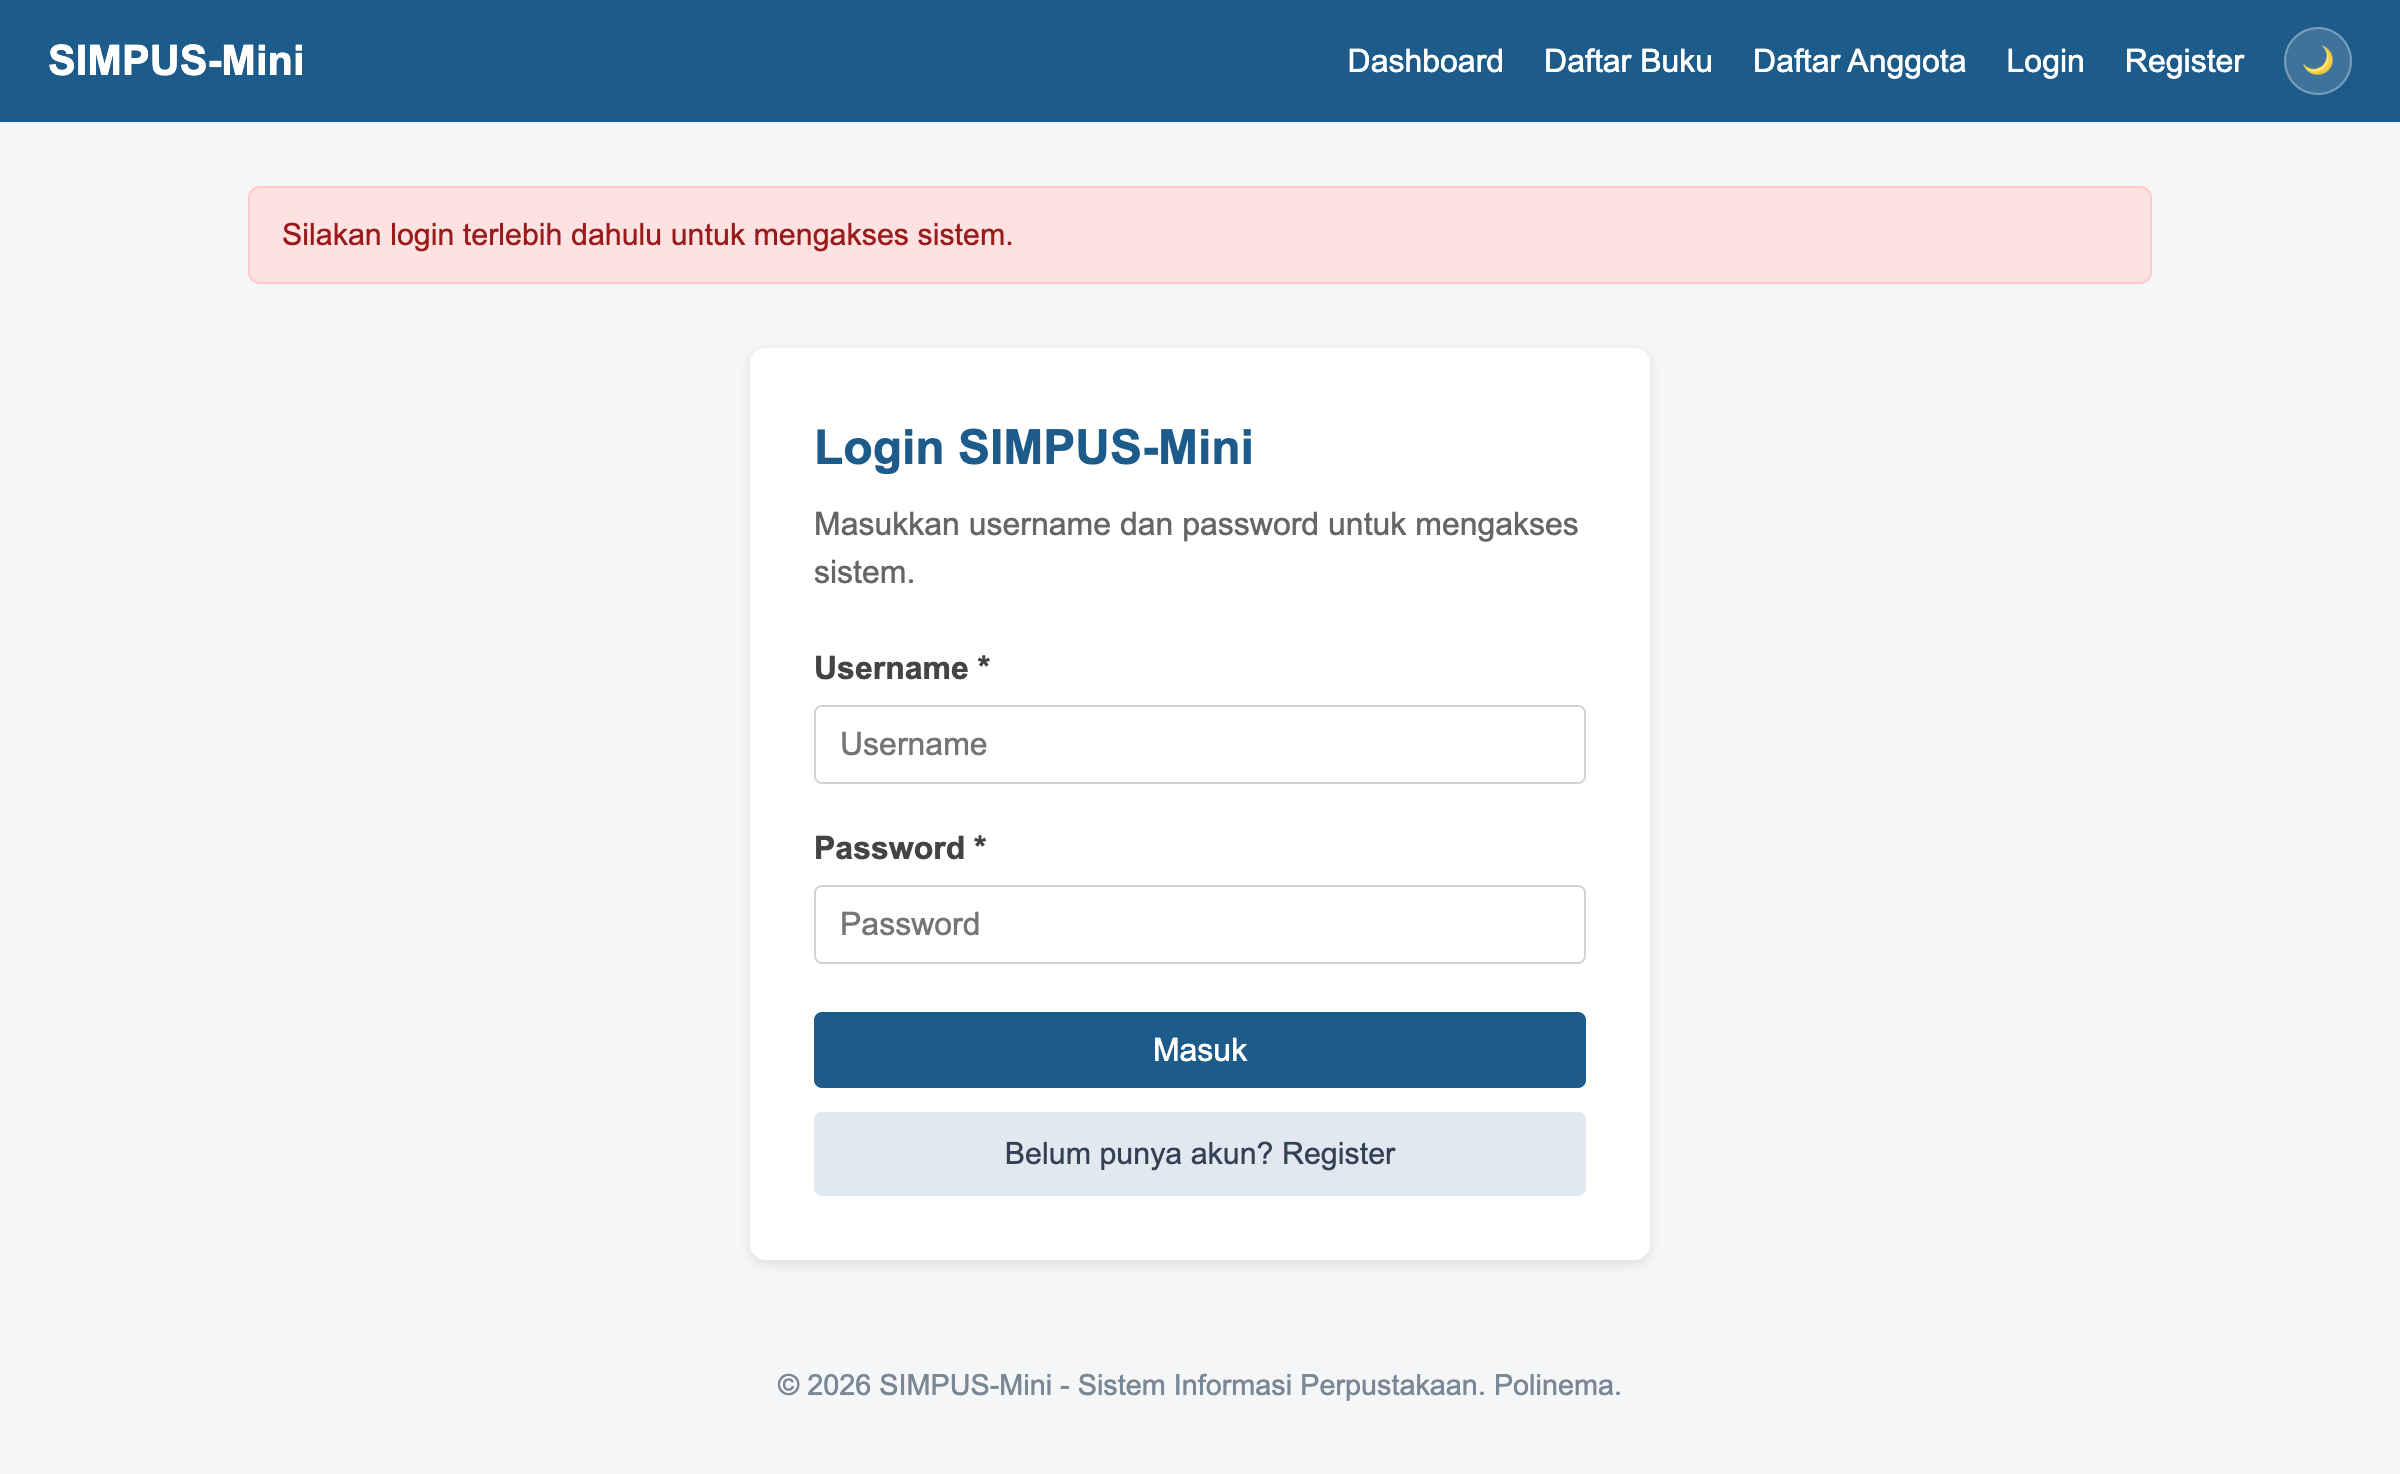 SIMPUS-Mini
Dashboard Daftar Buku Daftar Anggota Login Register
Silakan login terlebih dahulu untuk mengakses sistem.
Login SIMPUS-Mini
Masukkan username dan password untuk mengakses
sistem.
Username *
Username
Password *
Password
Masuk
Belum punya akun? Register
© 2026 SIMPUS-Mini - Sistem Informasi Perpustakaan. Polinema.